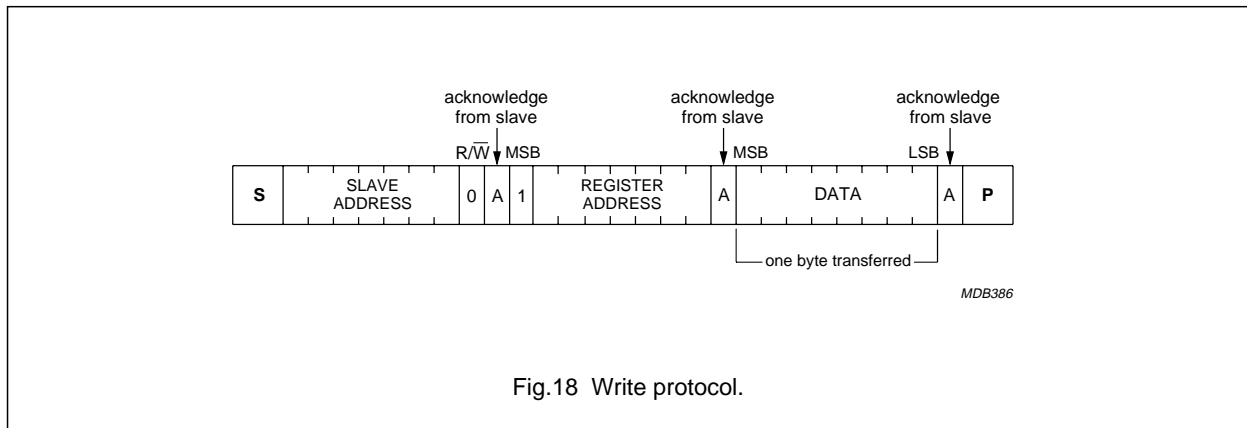 acknowledge from slave
acknowledge from slave
acknowledge from slave
R/W̅ MSB MSB LSB
S SLAVE ADDRESS 0 A 1 REGISTER ADDRESS A DATA A P
one byte transferred
MDB386
Fig.18 Write protocol.